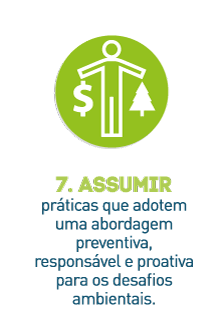 $
7. ASSUMIR
práticas que adotem
uma abordagem
preventiva,
responsável e proativa
para os desafios
ambientais.